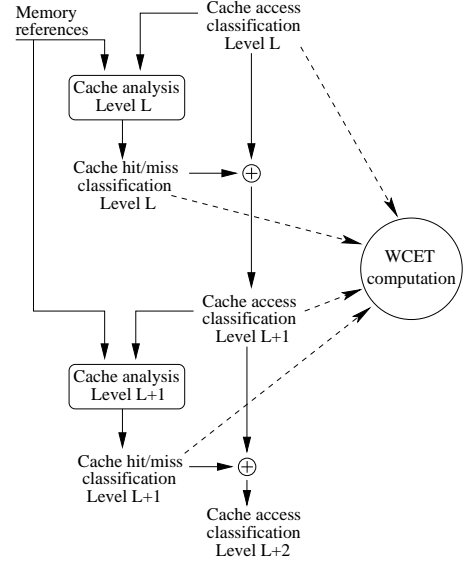 Memory
references
Cache access
classification
Level L
Cache analysis
Level L
Cache hit/miss
classification
Level L
WCET
computation
Cache access
classification
Level L+1
Cache analysis
Level L+1
Cache hit/miss
classification
Level L+1
Cache access
classification
Level L+2